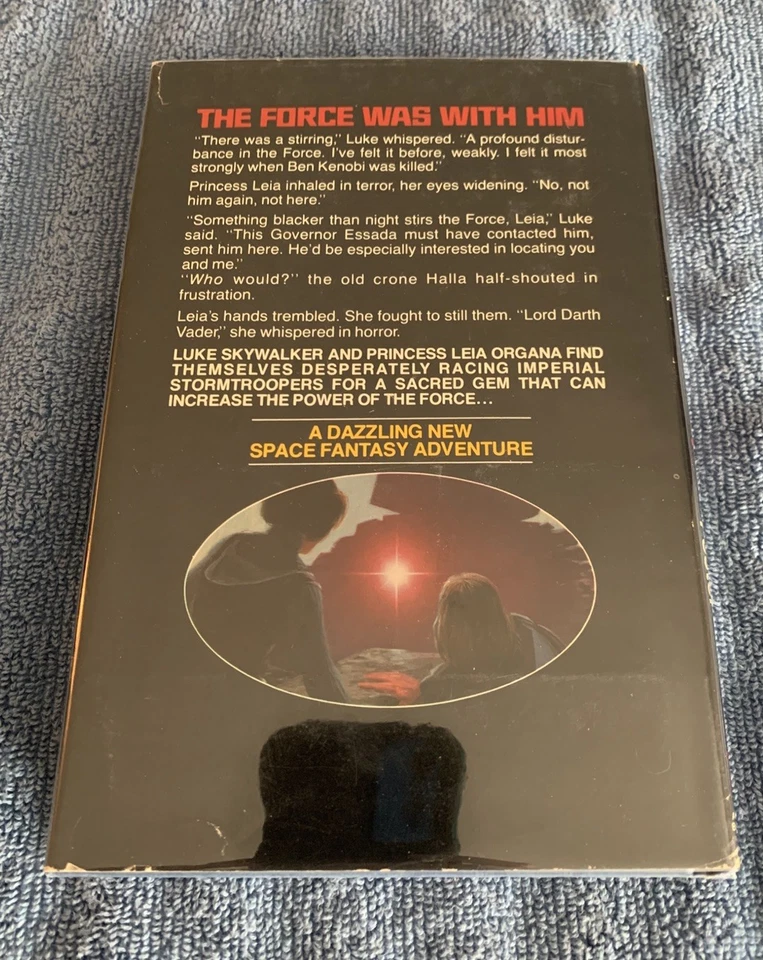 THE FORCE WAS WITH HIM
"There was a stirring," Luke whispered. "A profound distur-
bance in the Force. I've felt it before, weakly. I felt it most
strongly when Ben Kenobi was killed."
Princess Leia inhaled in terror, her eyes widening. "No, not
him again, not here."
"Something blacker than night stirs the Force, Leia," Luke
said. "This Governor Essada must have contacted him,
sent him here. He'd be especially interested in locating you
and me."
"Who would?" the old crone Halla half-shouted in
frustration.
Leia's hands trembled. She fought to still them. "Lord Darth
Vader," she whispered in horror.
LUKE SKYWALKER AND PRINCESS LEIA ORGANA FIND
THEMSELVES DESPERATELY RACING IMPERIAL
STORMTROOPERS FOR A SACRED GEM THAT CAN
INCREASE THE POWER OF THE FORCE...
A DAZZLING NEW
SPACE FANTASY ADVENTURE